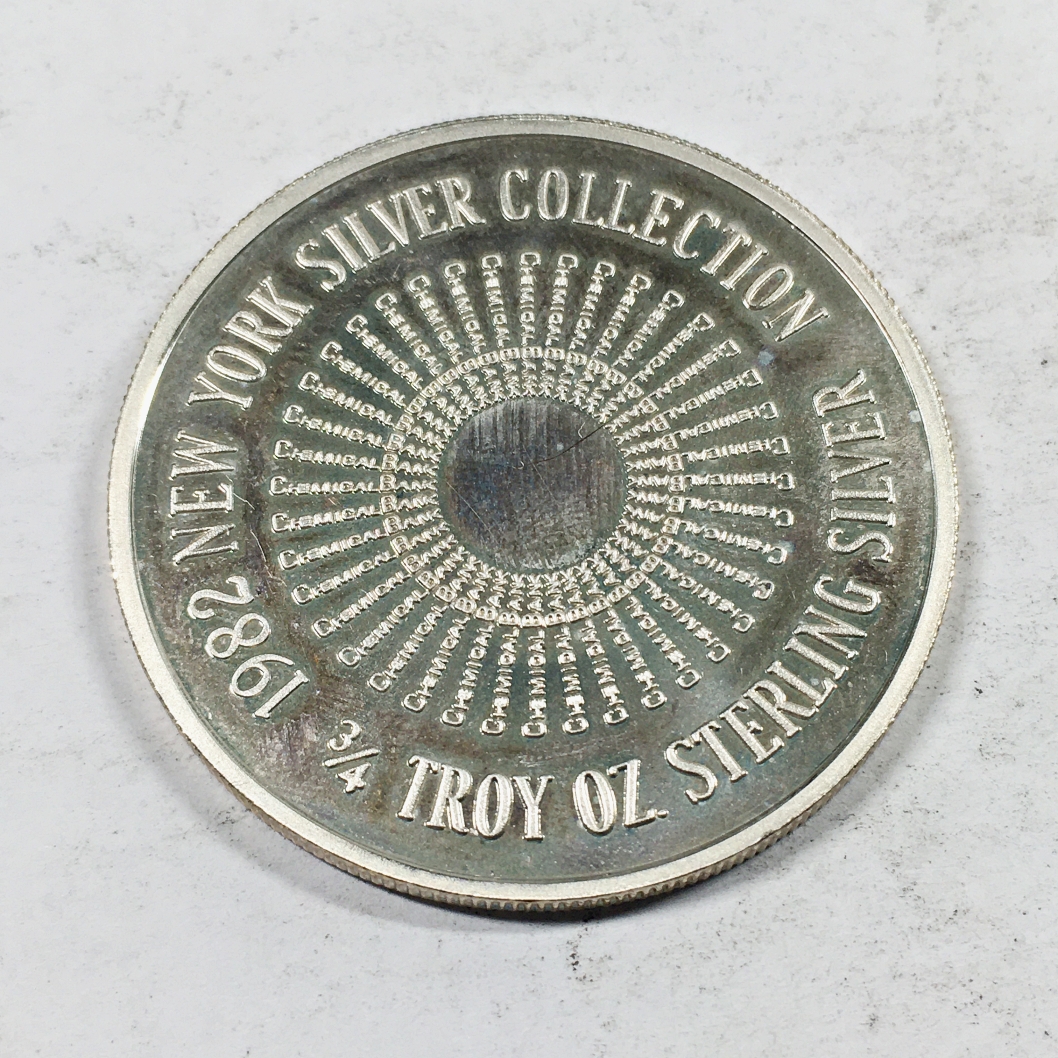 1982 NEW YORK SILVER COLLECTION
3/4 TROY OZ. STERLING SILVER
CHEMICAL BANK